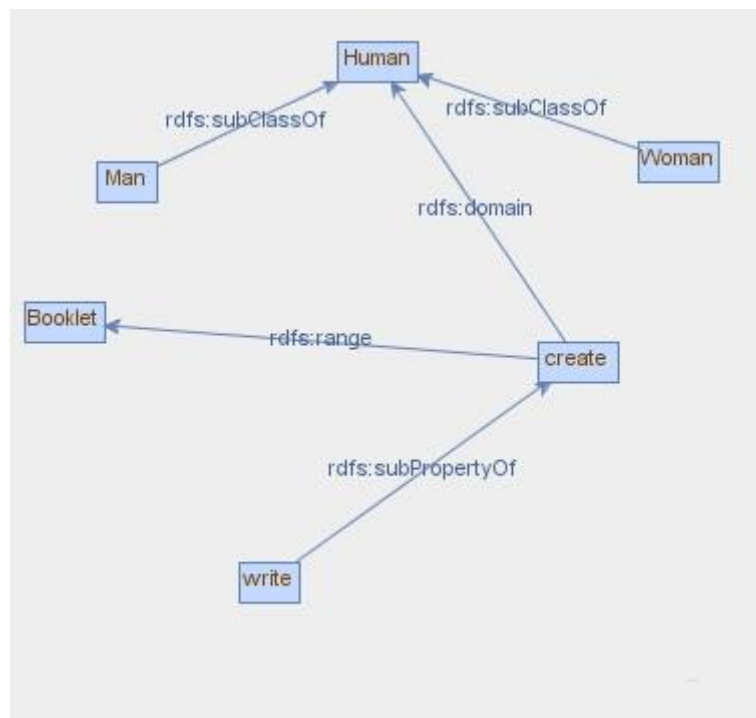 Human
rdfs:subClassOf
rdfs:subClassOf
Woman
Man
rdfs:domain
Booklet
rdfs:range
create
rdfs:subPropertyOf
write